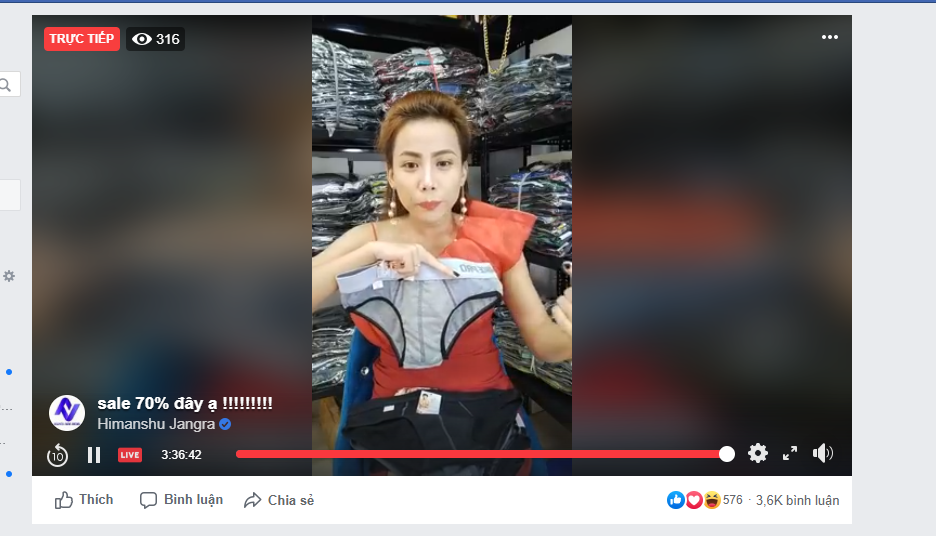 TRỰC TIẾP
316
sale 70% đây ạ !!!!!!!!!
Himanshu Jangra
10
LIVE
3:36:42
Thích
Bình luận
Chia sẻ
576 · 3,6K bình luận